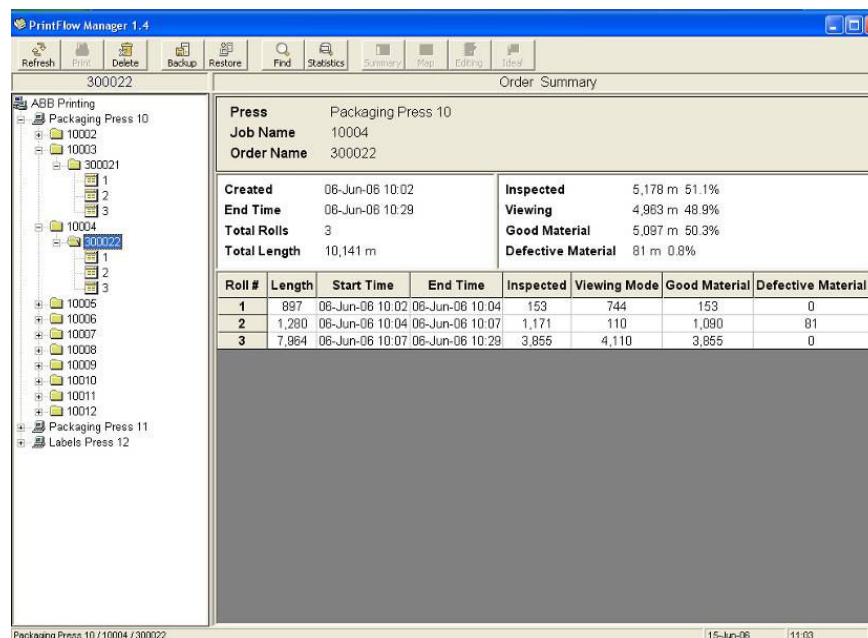 PrintFlow Manager 1.4
Refresh Print Delete Backup Restore Find Statistics Summary Map Editing Ideal
300022 Order Summary
ABB Printing
Packaging Press 10
10002
10003
300021
1
2
3
10004
300022
1
2
3
10005
10006
10007
10008
10009
10010
10011
10012
Packaging Press 11
Labels Press 12
Press Packaging Press 10
Job Name 10004
Order Name 300022
Created 06-Jun-06 10:02
End Time 06-Jun-06 10:29
Total Rolls 3
Total Length 10,141 m
Inspected 5,178 m 51.1%
Viewing 4,963 m 48.9%
Good Material 5,097 m 50.3%
Defective Material 81 m 0.8%
Roll # Length Start Time End Time Inspected Viewing Mode Good Material Defective Material
1 897 06-Jun-06 10:02 06-Jun-06 10:04 153 744 153 0
2 1,280 06-Jun-06 10:04 06-Jun-06 10:07 1,171 110 1,090 81
3 7,964 06-Jun-06 10:07 06-Jun-06 10:29 3,855 4,110 3,855 0
Packaging Press 10 / 10004 / 300022 15-Jun-06 11:03